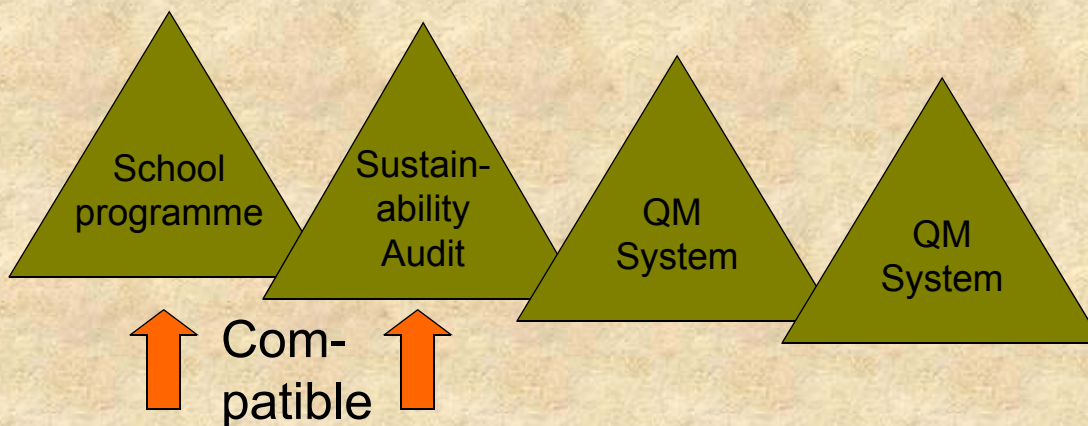 School
programme
Sustain-
ability
Audit
QM
System
QM
System
Com-
patible